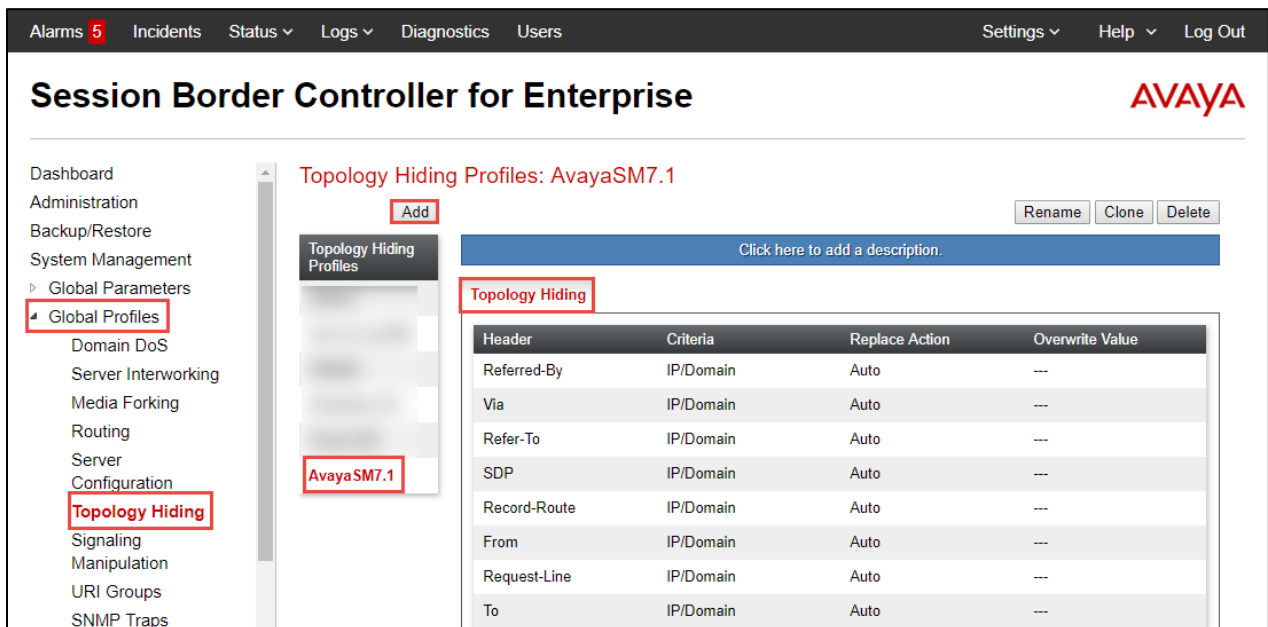 Alarms 5 Incidents Status Logs Diagnostics Users Settings Help Log Out
Session Border Controller for Enterprise
AVAYA
Dashboard
Administration
Backup/Restore
System Management
Global Parameters
Global Profiles
Domain DoS
Server Interworking
Media Forking
Routing
Server
Configuration
Topology Hiding
Signaling
Manipulation
URI Groups
SNMP Traps
Topology Hiding Profiles: AvayaSM7.1
Add
Rename Clone Delete
Topology Hiding
Profiles
AvayaSM7.1
Click here to add a description.
Topology Hiding
Header Criteria Replace Action Overwrite Value
Referred-By IP/Domain Auto ---
Via IP/Domain Auto ---
Refer-To IP/Domain Auto ---
SDP IP/Domain Auto ---
Record-Route IP/Domain Auto ---
From IP/Domain Auto ---
Request-Line IP/Domain Auto ---
To IP/Domain Auto ---